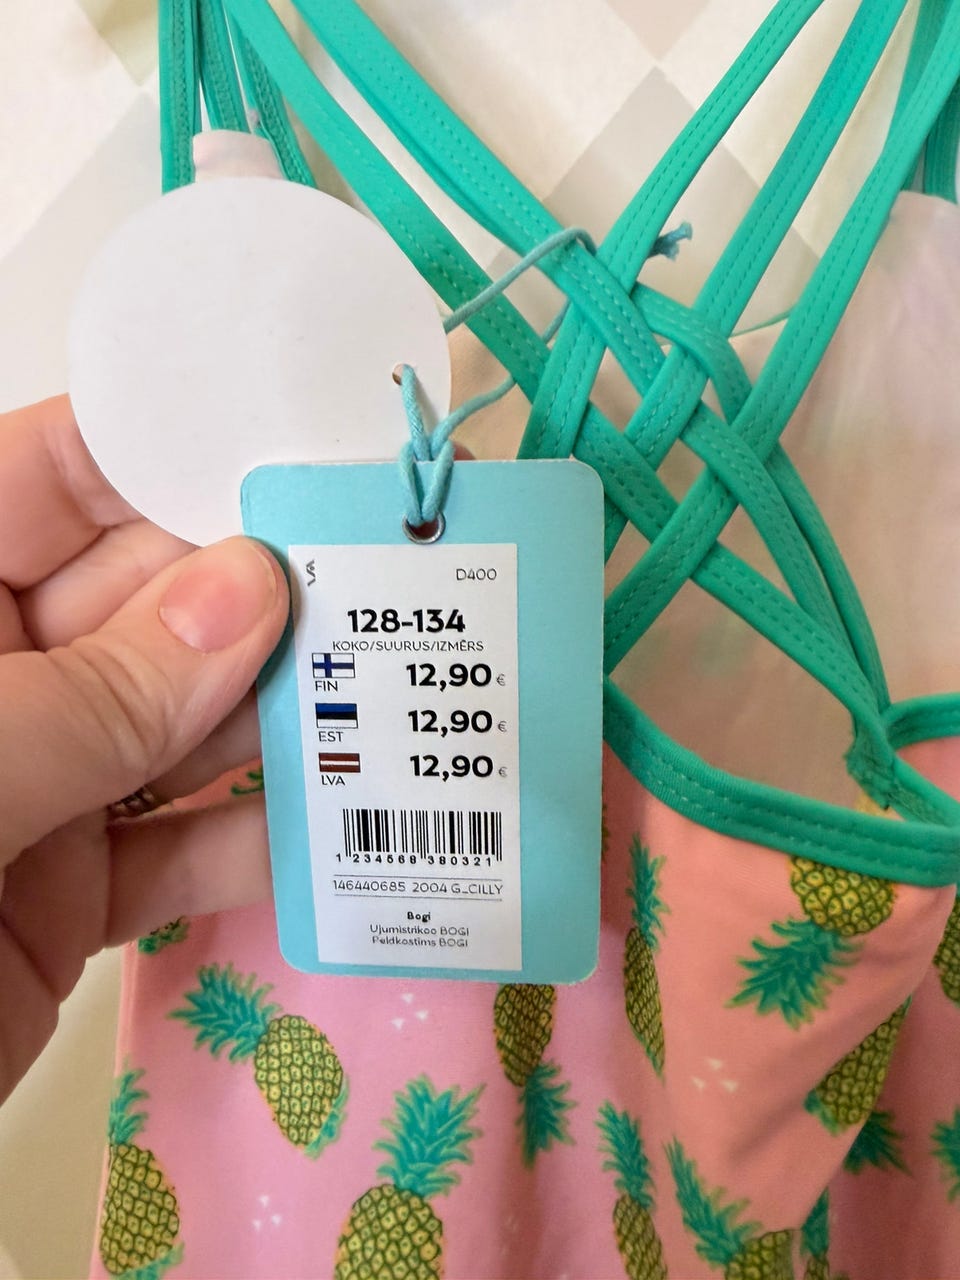 D400
128-134
KOKO/SUURUS/IZMĒRS
FIN 12,90 €
EST 12,90 €
LVA 12,90 €
1 234568 380321
146440685 2004 G_CILLY
Bogi
Ujumistrikoo BOGI
Peldkostīms BOGI